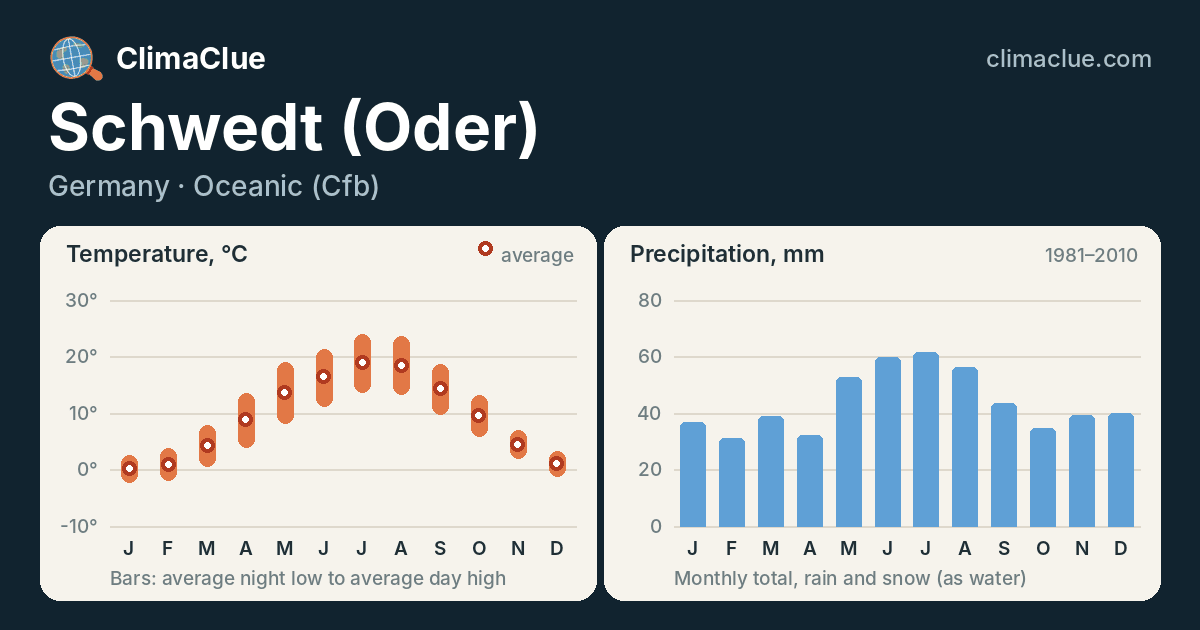 ClimaClue
climaclue.com
Schwedt (Oder)
Germany · Oceanic (Cfb)
Temperature, °C
average
30°
20°
10°
0°
-10°
J F M A M J J A S O N D
Bars: average night low to average day high
Precipitation, mm
1981–2010
80
60
40
20
0
J F M A M J J A S O N D
Monthly total, rain and snow (as water)